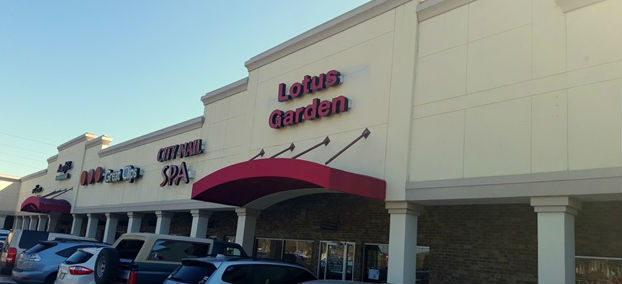 Lotus
Garden
CITY NAIL
SPA
Great Clips